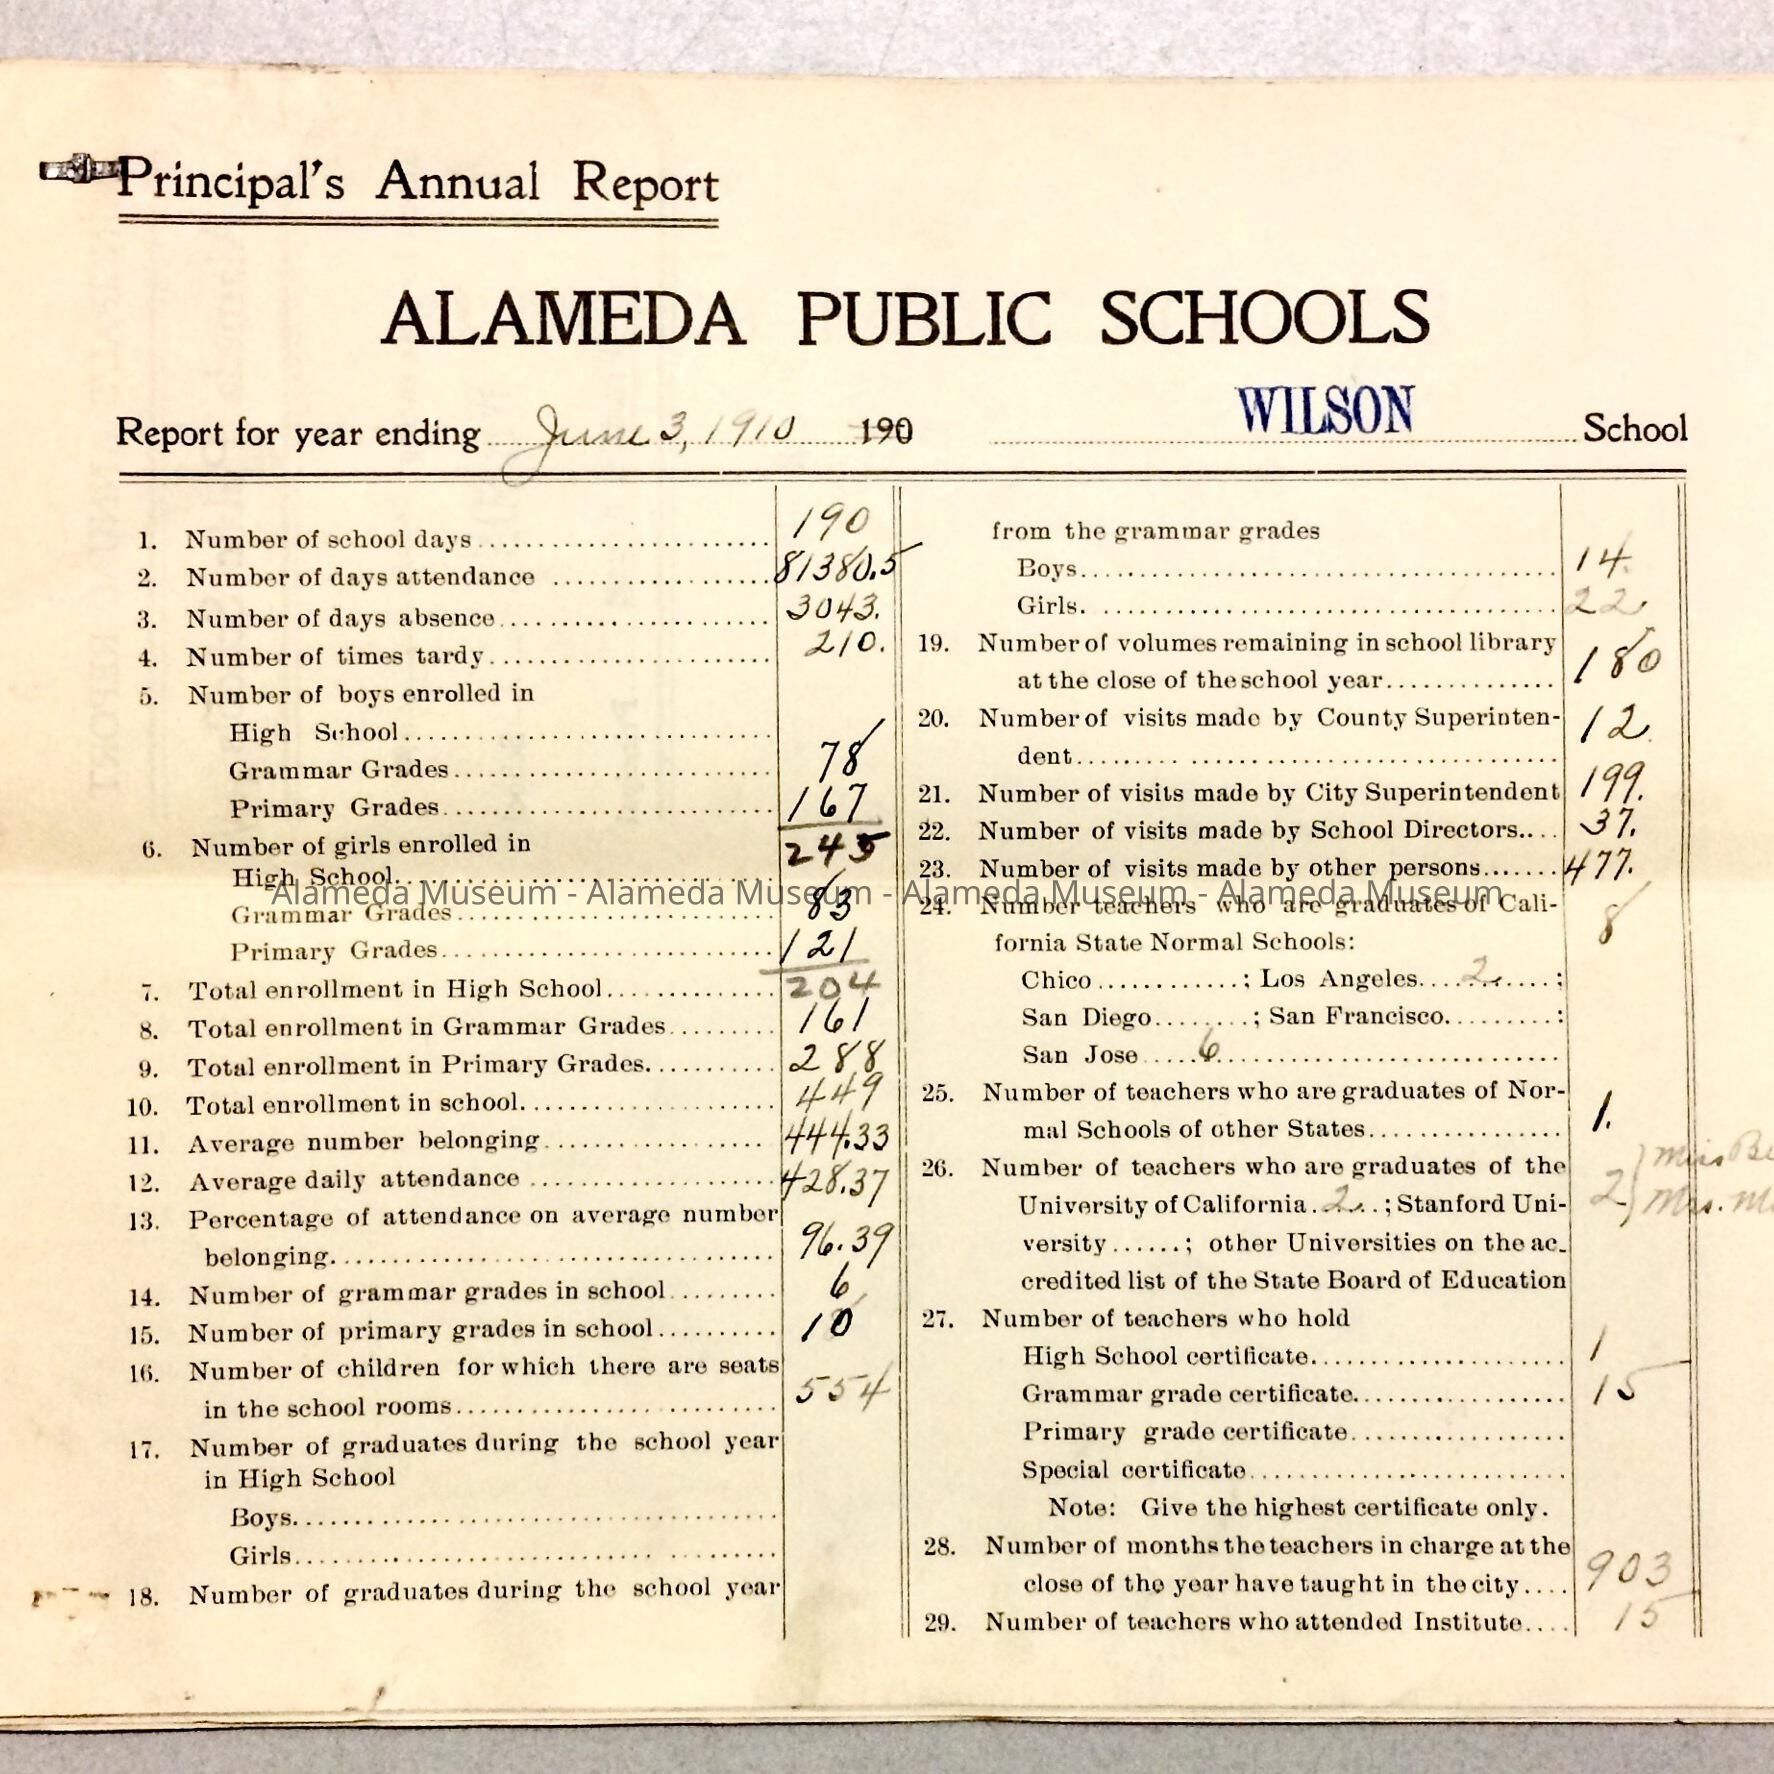 Principal's Annual Report
ALAMEDA PUBLIC SCHOOLS
Report for year ending June 3, 1910 190 WILSON School
1. Number of school days 190
2. Number of days attendance 81380.5
3. Number of days absence 3043.
4. Number of times tardy 210.
5. Number of boys enrolled in
High School
Grammar Grades 78
Primary Grades 167
245
6. Number of girls enrolled in
High School
Alameda Museum - Alameda Museum - Alameda Museum - Alameda Museum
Grammar Grades 83
Primary Grades 121
204
7. Total enrollment in High School
8. Total enrollment in Grammar Grades 161
9. Total enrollment in Primary Grades 288
10. Total enrollment in school 449
11. Average number belonging 444.33
12. Average daily attendance 428.37
13. Percentage of attendance on average number
belonging 96.39
14. Number of grammar grades in school 6
15. Number of primary grades in school 10
16. Number of children for which there are seats
in the school rooms 554
17. Number of graduates during the school year
in High School
Boys
Girls
18. Number of graduates during the school year
from the grammar grades
Boys 14.
Girls 22.
19. Number of volumes remaining in school library
at the close of the school year 180
20. Number of visits made by County Superinten-
dent 12.
21. Number of visits made by City Superintendent 199.
22. Number of visits made by School Directors 37.
23. Number of visits made by other persons 477.
24. Number teachers who are graduates of Cali-
fornia State Normal Schools: 8
Chico ; Los Angeles 2 ;
San Diego ; San Francisco :
San Jose 6
25. Number of teachers who are graduates of Nor-
mal Schools of other States 1.
26. Number of teachers who are graduates of the Miss
University of California 2 ; Stanford Uni- 2 Mrs.
versity ; other Universities on the ac-
credited list of the State Board of Education
27. Number of teachers who hold
High School certificate 1
Grammar grade certificate 15
Primary grade certificate
Special certificate
Note: Give the highest certificate only.
28. Number of months the teachers in charge at the
close of the year have taught in the city 903
29. Number of teachers who attended Institute 15